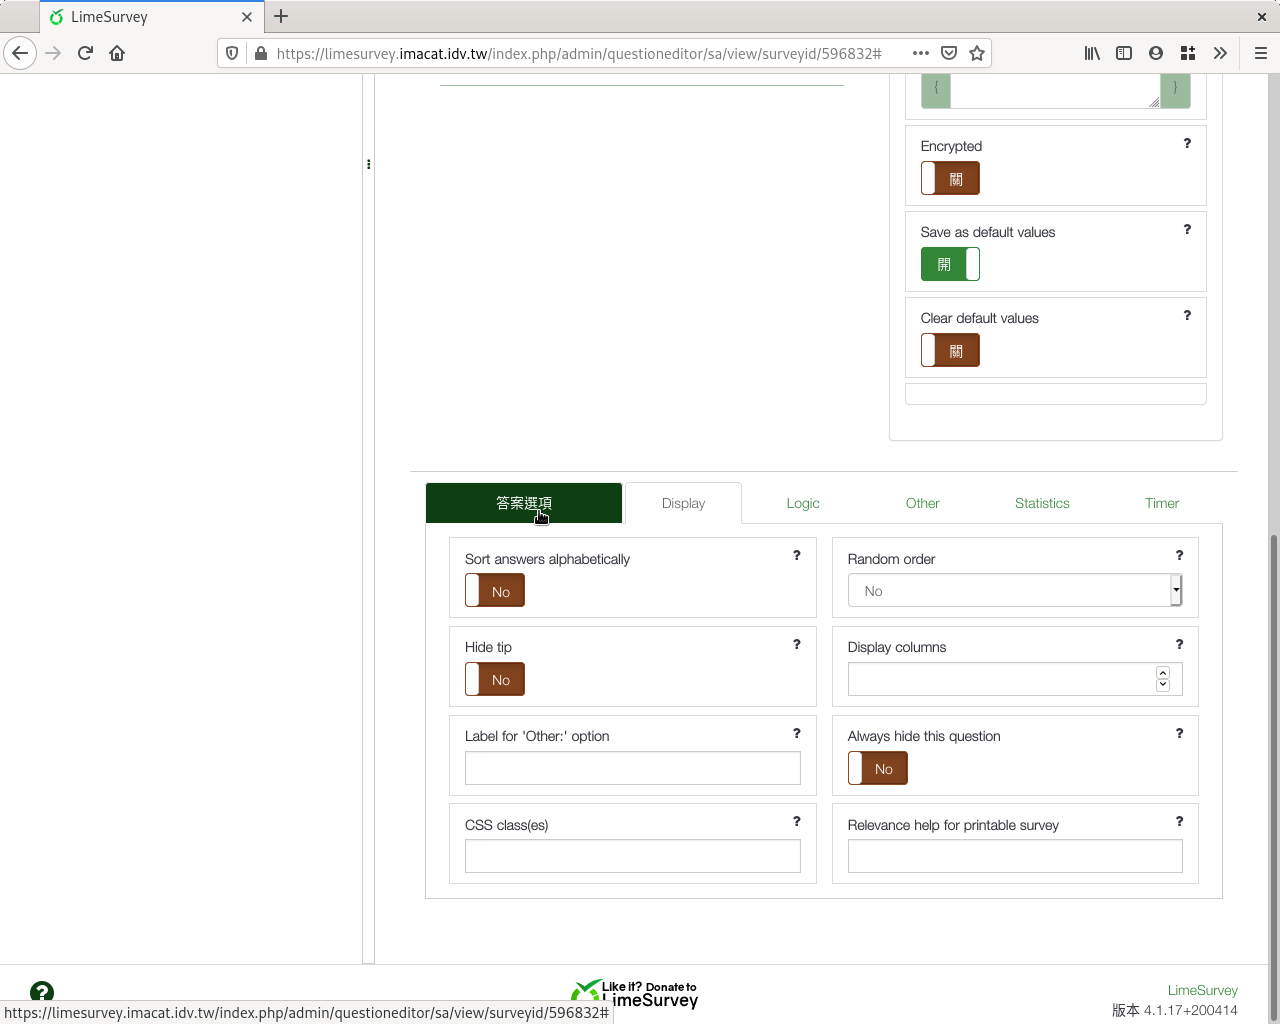 LimeSurvey
https://limesurvey.imacat.idv.tw/index.php/admin/questioneditor/sa/view/surveyid/596832#
{ }
Encrypted ?
關
Save as default values ?
開
Clear default values ?
關
答案選項 Display Logic Other Statistics Timer
Sort answers alphabetically ?
No
Random order ?
No
Hide tip ?
No
Display columns ?
Label for 'Other:' option ?
Always hide this question ?
No
CSS class(es) ?
Relevance help for printable survey ?
?
Like it? Donate to
LimeSurvey
LimeSurvey
版本 4.1.17+200414
https://limesurvey.imacat.idv.tw/index.php/admin/questioneditor/sa/view/surveyid/596832#